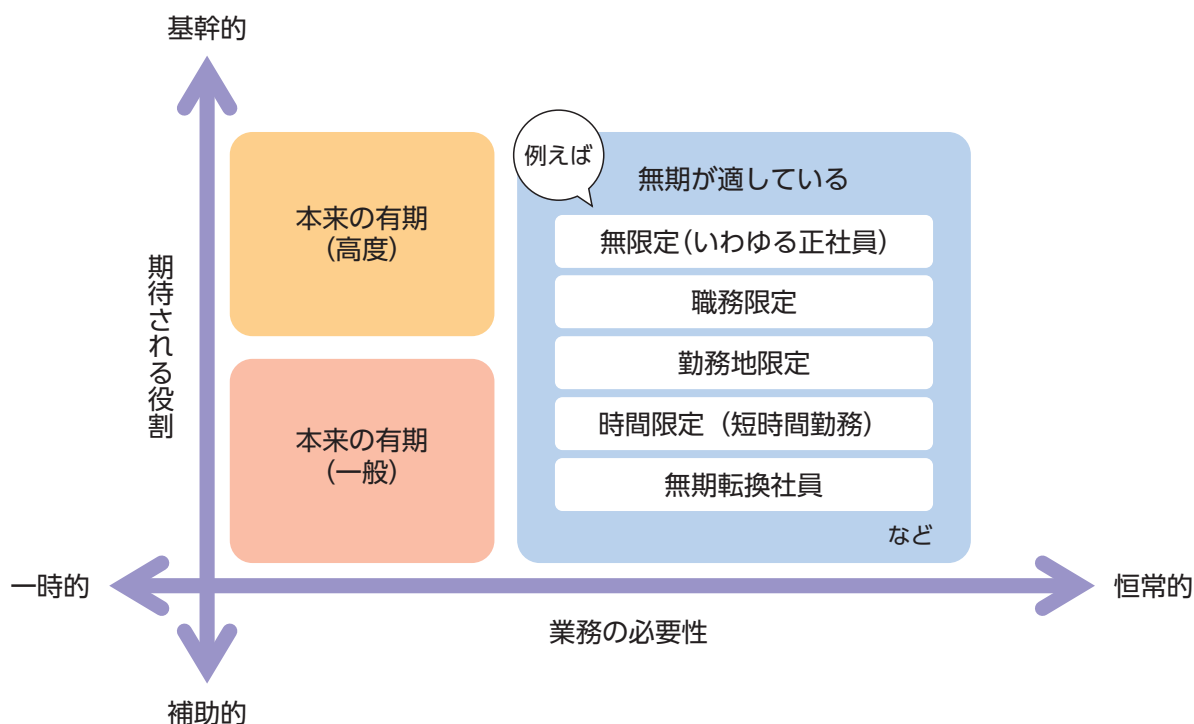 基幹的
例えば
無期が適している
本来の有期
（高度）
無限定（いわゆる正社員）
職務限定
勤務地限定
時間限定（短時間勤務）
無期転換社員
など
期待される役割
本来の有期
（一般）
一時的
恒常的
業務の必要性
補助的